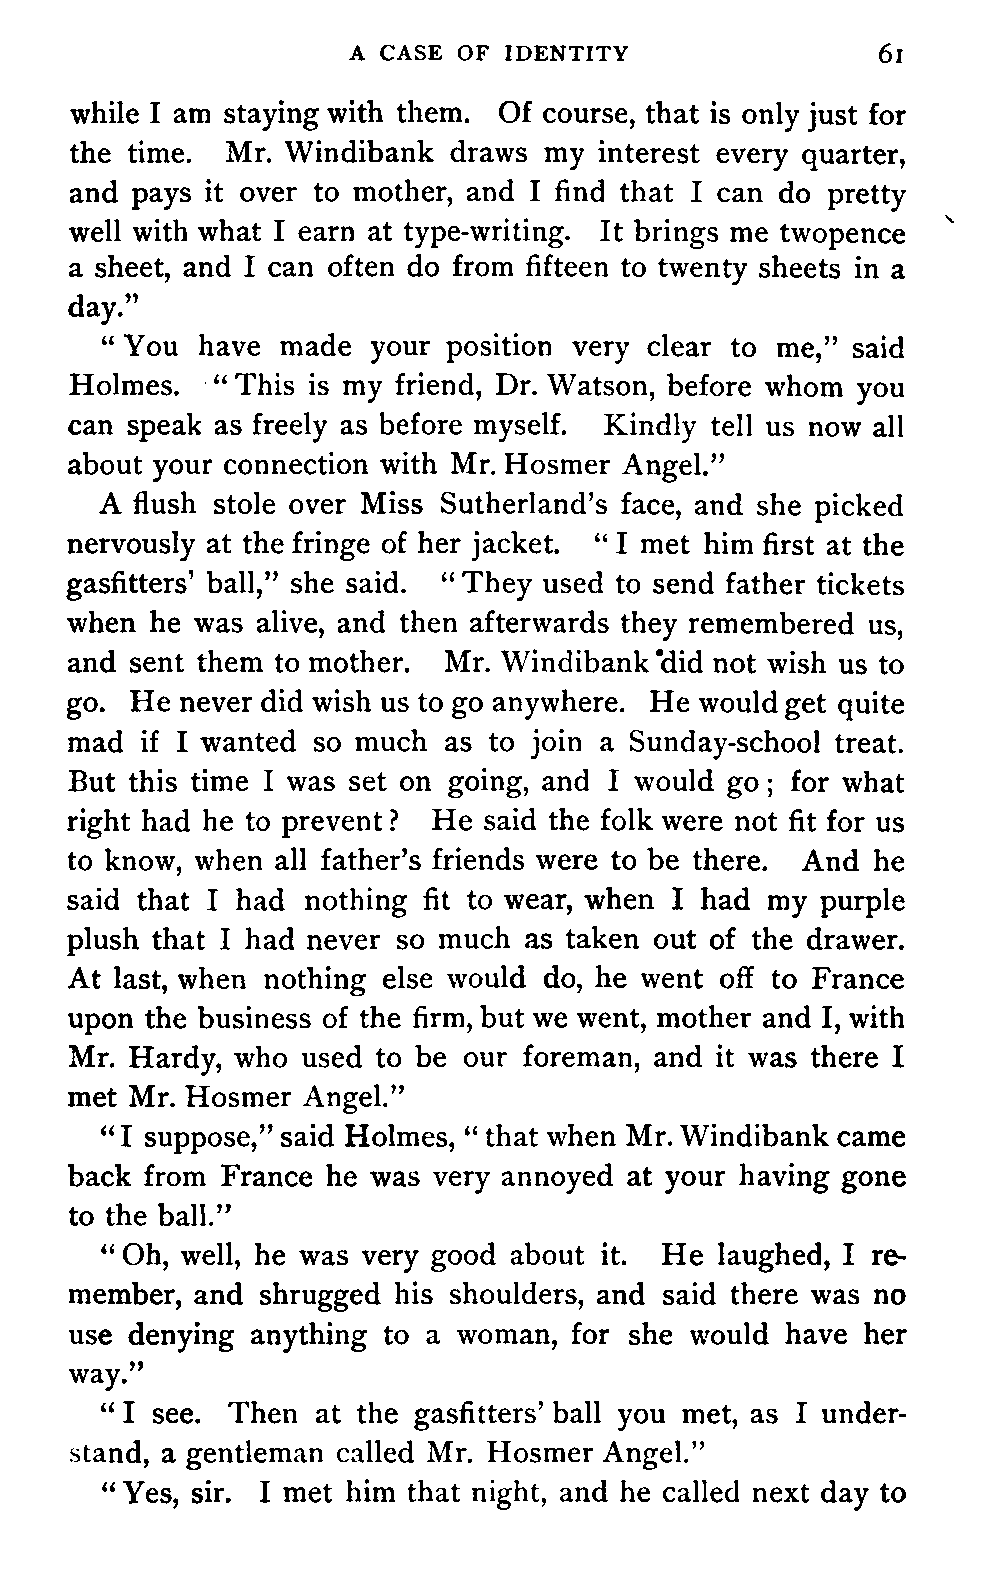 A CASE OF IDENTITY 61
while I am staying with them. Of course, that is only just for
the time. Mr. Windibank draws my interest every quarter,
and pays it over to mother, and I find that I can do pretty
well with what I earn at type-writing. It brings me twopence
a sheet, and I can often do from fifteen to twenty sheets in a
day.”
“ You have made your position very clear to me,” said
Holmes. “ This is my friend, Dr. Watson, before whom you
can speak as freely as before myself. Kindly tell us now all
about your connection with Mr. Hosmer Angel.”
A flush stole over Miss Sutherland’s face, and she picked
nervously at the fringe of her jacket. “ I met him first at the
gasfitters’ ball,” she said. “ They used to send father tickets
when he was alive, and then afterwards they remembered us,
and sent them to mother. Mr. Windibank did not wish us to
go. He never did wish us to go anywhere. He would get quite
mad if I wanted so much as to join a Sunday-school treat.
But this time I was set on going, and I would go ; for what
right had he to prevent ? He said the folk were not fit for us
to know, when all father’s friends were to be there. And he
said that I had nothing fit to wear, when I had my purple
plush that I had never so much as taken out of the drawer.
At last, when nothing else would do, he went off to France
upon the business of the firm, but we went, mother and I, with
Mr. Hardy, who used to be our foreman, and it was there I
met Mr. Hosmer Angel.”
“ I suppose,” said Holmes, “ that when Mr. Windibank came
back from France he was very annoyed at your having gone
to the ball.”
“ Oh, well, he was very good about it. He laughed, I re-
member, and shrugged his shoulders, and said there was no
use denying anything to a woman, for she would have her
way.”
“ I see. Then at the gasfitters’ ball you met, as I under-
stand, a gentleman called Mr. Hosmer Angel.”
“ Yes, sir. I met him that night, and he called next day to